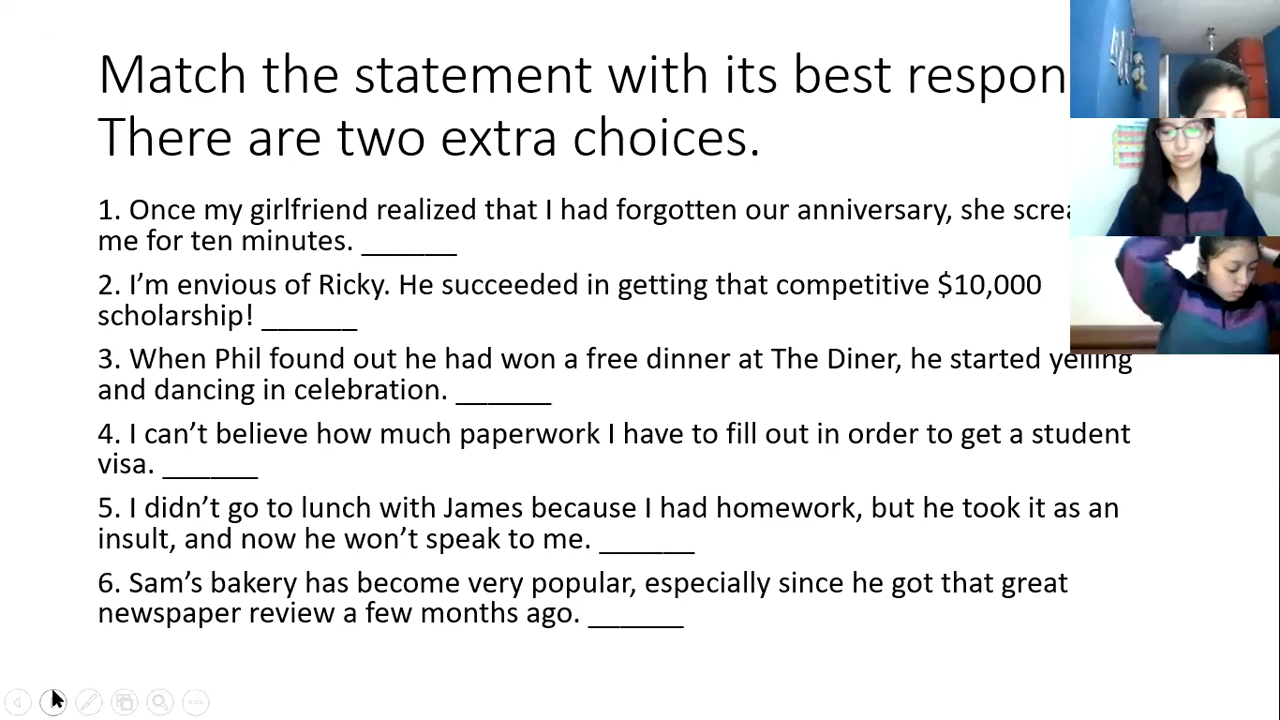 Match the statement with its best respon
There are two extra choices.
1. Once my girlfriend realized that I had forgotten our anniversary, she screa
me for ten minutes. ______
2. I’m envious of Ricky. He succeeded in getting that competitive $10,000
scholarship! ______
3. When Phil found out he had won a free dinner at The Diner, he started yelling
and dancing in celebration. ______
4. I can’t believe how much paperwork I have to fill out in order to get a student
visa. ______
5. I didn’t go to lunch with James because I had homework, but he took it as an
insult, and now he won’t speak to me. ______
6. Sam’s bakery has become very popular, especially since he got that great
newspaper review a few months ago. ______